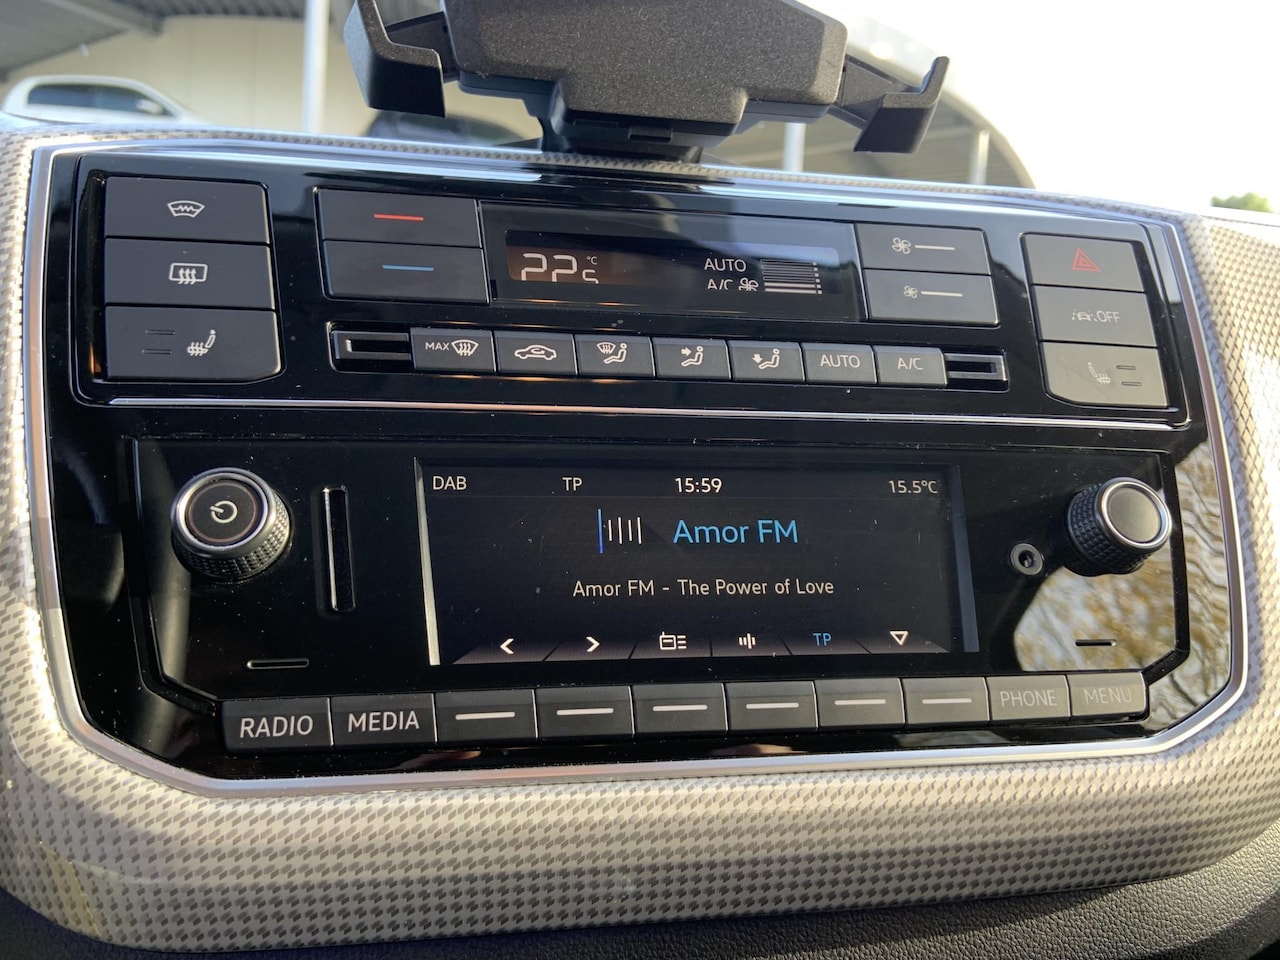 22.5 °C
AUTO
A/C
OFF
MAX
AUTO
A/C
DAB TP 15:59 15.5°C
Amor FM
Amor FM - The Power of Love
TP
RADIO MEDIA PHONE MENU